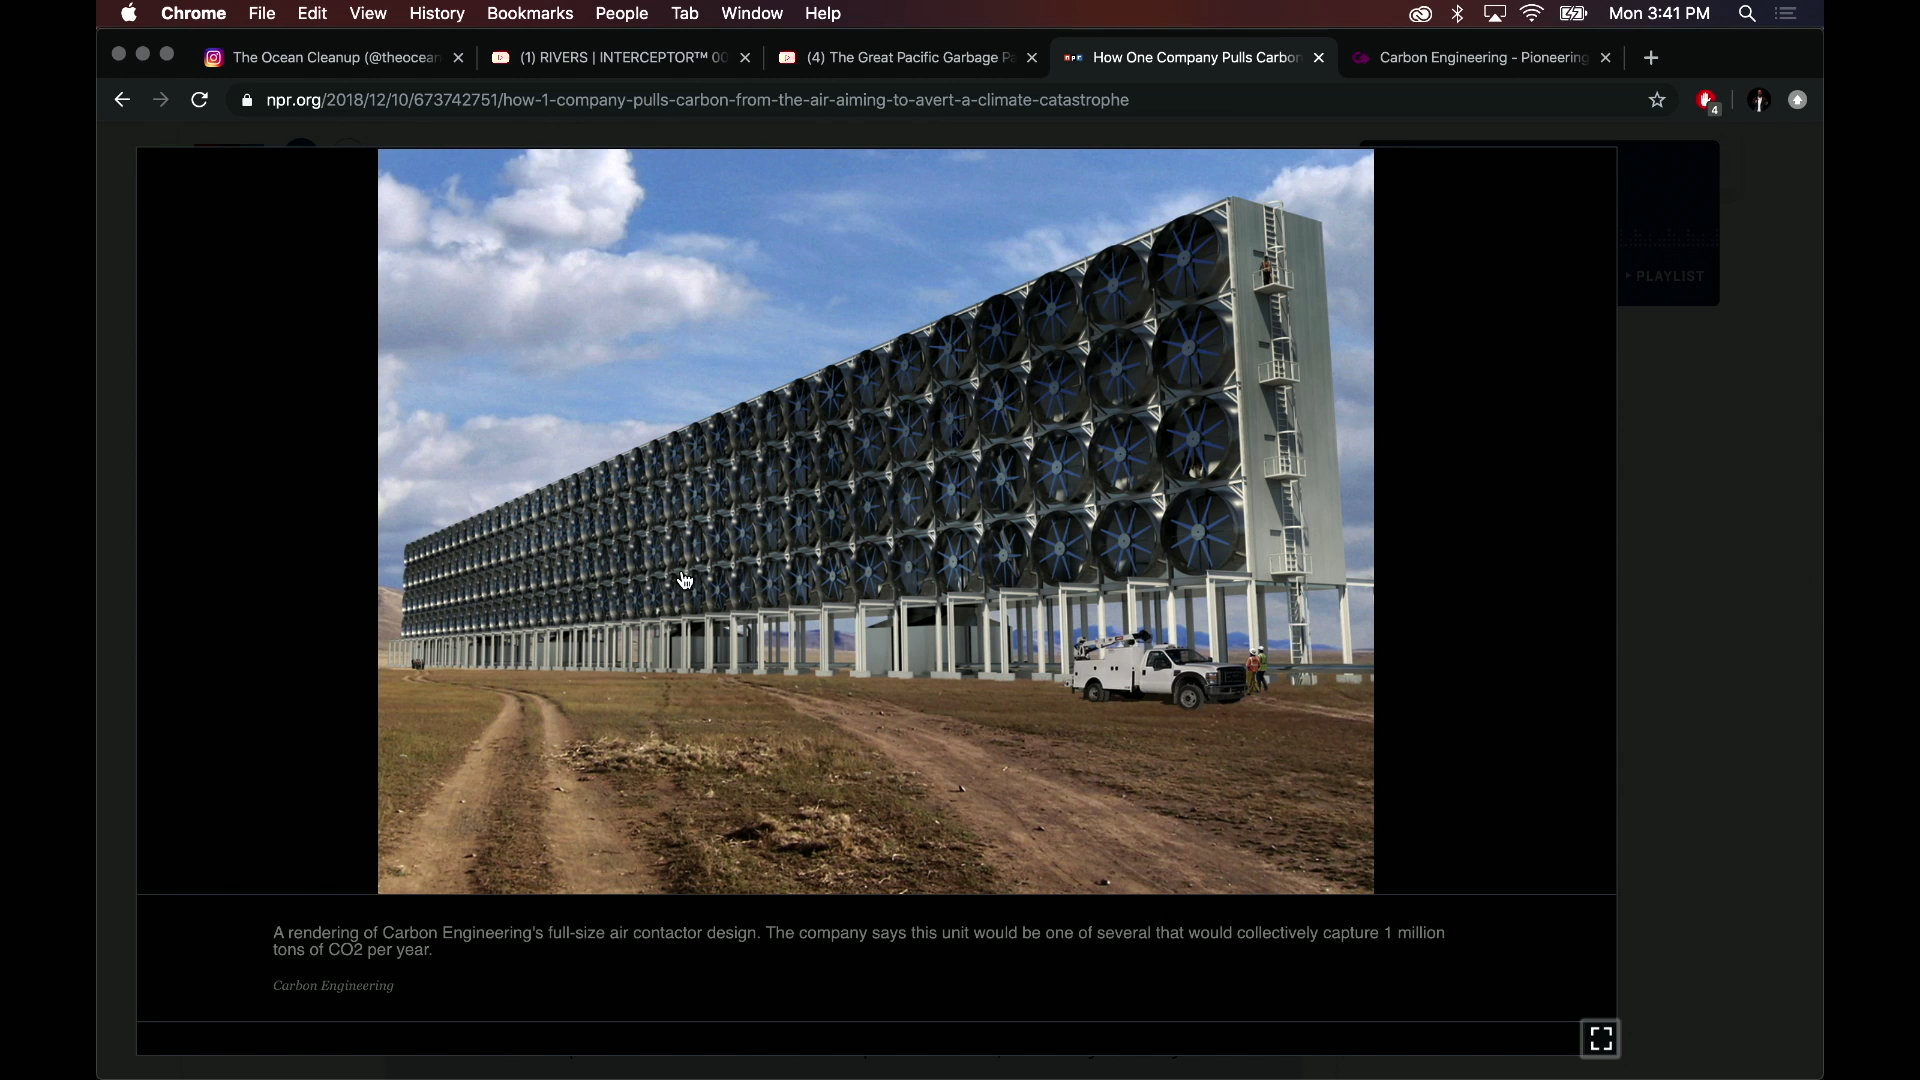 Chrome File Edit View History Bookmarks People Tab Window Help Mon 3:41 PM
The Ocean Cleanup (@theocean (1) RIVERS | INTERCEPTOR™ 00 (4) The Great Pacific Garbage Pa npr How One Company Pulls Carbon Carbon Engineering - Pioneering
npr.org/2018/12/10/673742751/how-1-company-pulls-carbon-from-the-air-aiming-to-avert-a-climate-catastrophe 4
PLAYLIST
A rendering of Carbon Engineering's full-size air contactor design. The company says this unit would be one of several that would collectively capture 1 million
tons of CO2 per year.
Carbon Engineering